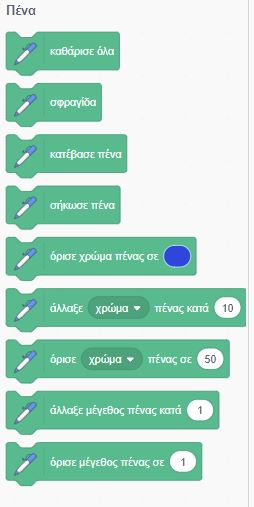 Πένα
καθάρισε όλα
σφραγίδα
κατέβασε πένα
σήκωσε πένα
όρισε χρώμα πένας σε
άλλαξε χρώμα πένας κατά 10
όρισε χρώμα πένας σε 50
άλλαξε μέγεθος πένας κατά 1
όρισε μέγεθος πένας σε 1